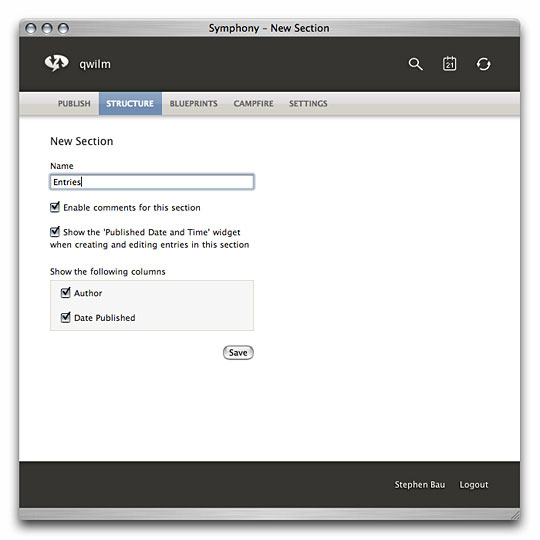 Symphony – New Section
qwilm
21
PUBLISH STRUCTURE BLUEPRINTS CAMPFIRE SETTINGS
New Section
Name
Entries
Enable comments for this section
Show the 'Published Date and Time' widget
when creating and editing entries in this section
Show the following columns
Author
Date Published
Save
Stephen Bau Logout